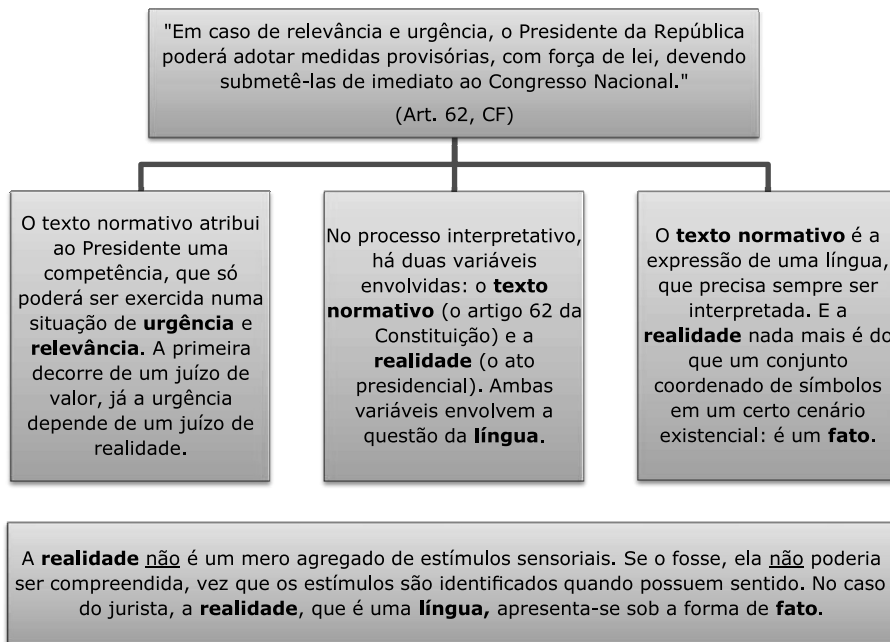 "Em caso de relevância e urgência, o Presidente da República
poderá adotar medidas provisórias, com força de lei, devendo
submetê-las de imediato ao Congresso Nacional."
(Art. 62, CF)
O texto normativo atribui
ao Presidente uma
competência, que só
poderá ser exercida numa
situação de urgência e
relevância. A primeira
decorre de um juízo de
valor, já a urgência
depende de um juízo de
realidade.
No processo interpretativo,
há duas variáveis
envolvidas: o texto
normativo (o artigo 62 da
Constituição) e a
realidade (o ato
presidencial). Ambas
variáveis envolvem a
questão da língua.
O texto normativo é a
expressão de uma língua,
que precisa sempre ser
interpretada. E a
realidade nada mais é do
que um conjunto
coordenado de símbolos
em um certo cenário
existencial: é um fato.
A realidade não é um mero agregado de estímulos sensoriais. Se o fosse, ela não poderia
ser compreendida, vez que os estímulos são identificados quando possuem sentido. No caso
do jurista, a realidade, que é uma língua, apresenta-se sob a forma de fato.